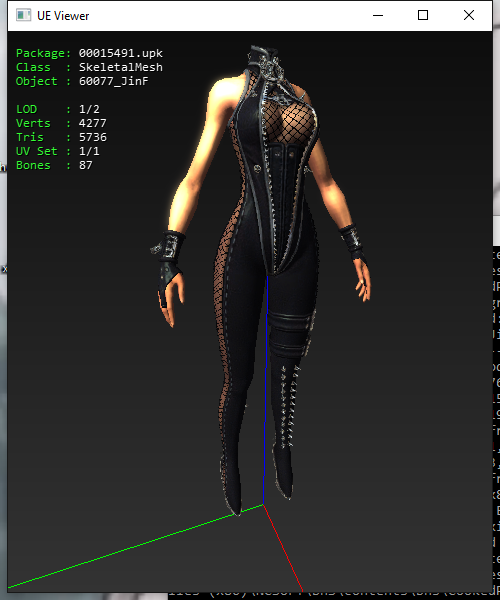 UE Viewer
Package: 00015491.upk
Class : SkeletalMesh
Object : 60077_JinF
LOD : 1/2
Verts : 4277
Tris : 5736
UV Set : 1/1
Bones : 87